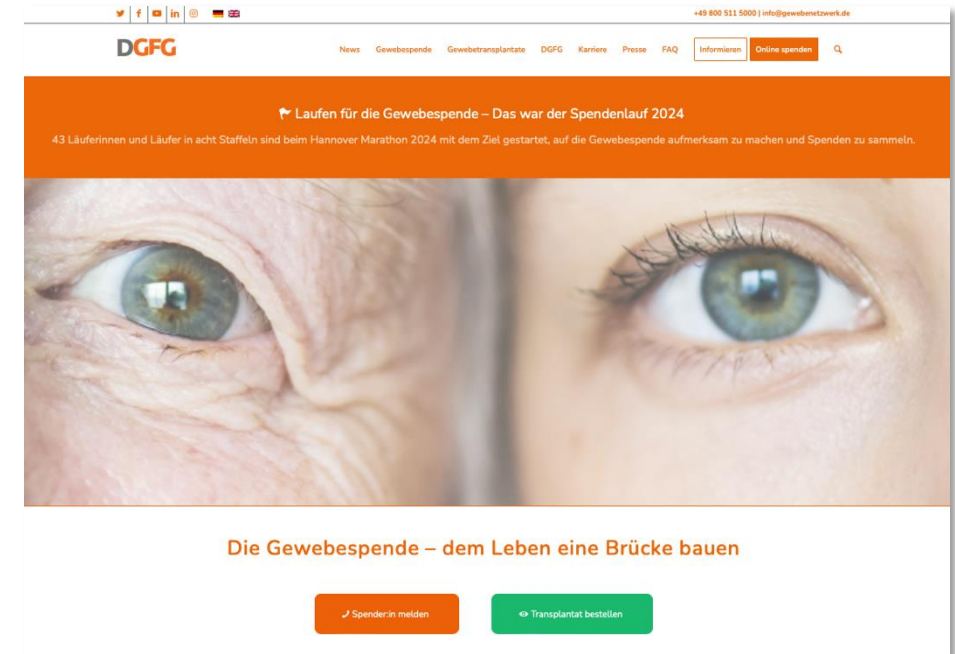 +49 800 511 5000 | info@gewebenetzwerk.de
DGFG
News Gewebespende Gewebetransplantate DGFG Karriere Presse FAQ Informieren Online spenden
Laufen für die Gewebespende – Das war der Spendenlauf 2024
43 Läuferinnen und Läufer in acht Staffeln sind beim Hannover Marathon 2024 mit dem Ziel gestartet, auf die Gewebespende aufmerksam zu machen und Spenden zu sammeln.
Die Gewebespende – dem Leben eine Brücke bauen
Spender:in melden Transplantat bestellen